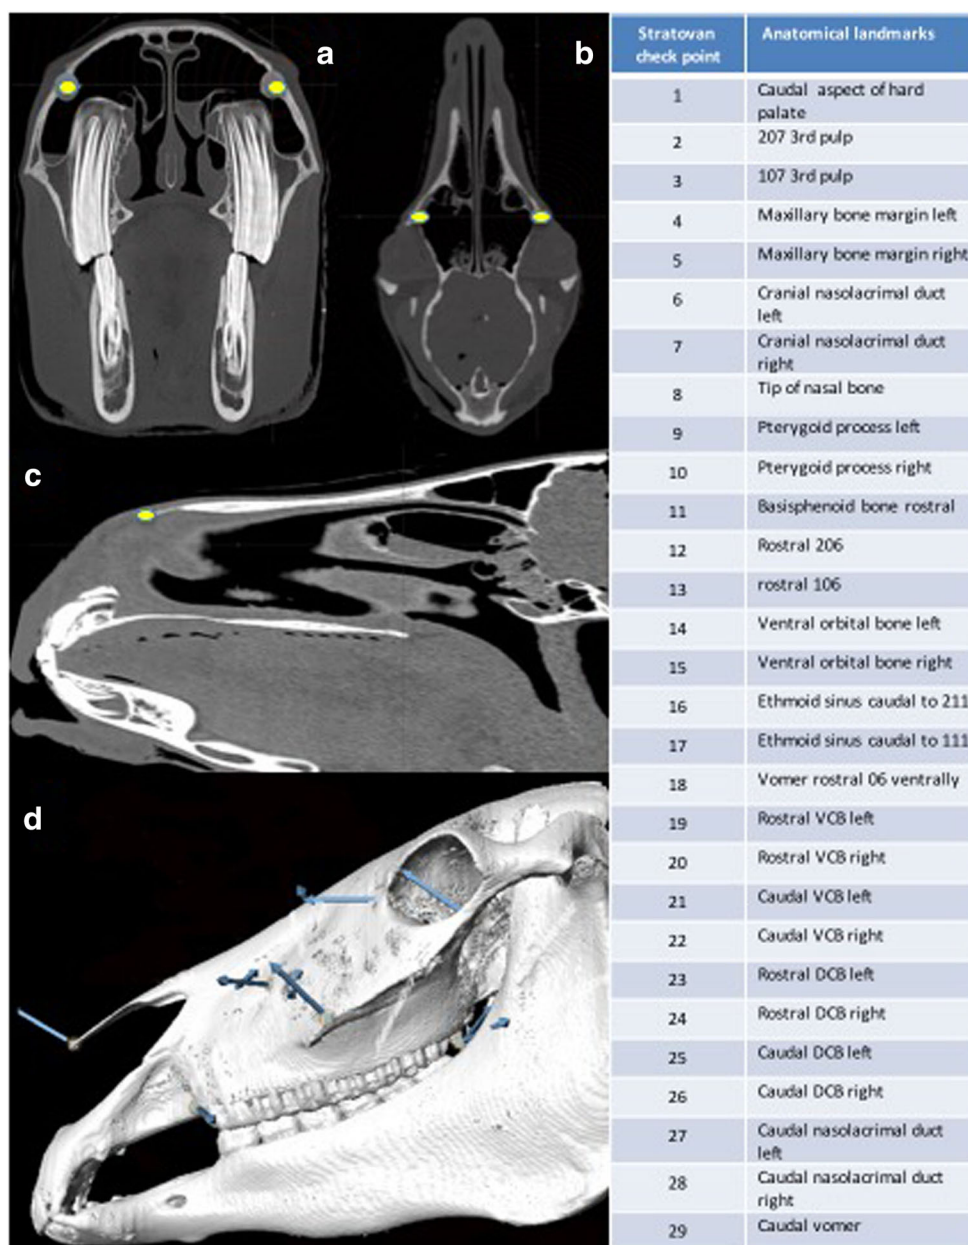 a
b
c
d
Stratovan check point Anatomical landmarks
1 Caudal aspect of hard palate
2 207 3rd pulp
3 107 3rd pulp
4 Maxillary bone margin left
5 Maxillary bone margin right
6 Cranial nasolacrimal duct left
7 Cranial nasolacrimal duct right
8 Tip of nasal bone
9 Pterygoid process left
10 Pterygoid process right
11 Basisphenoid bone rostral
12 Rostral 206
13 rostral 106
14 Ventral orbital bone left
15 Ventral orbital bone right
16 Ethmoid sinus caudal to 211
17 Ethmoid sinus caudal to 111
18 Vomer rostral 06 ventrally
19 Rostral VCB left
20 Rostral VCB right
21 Caudal VCB left
22 Caudal VCB right
23 Rostral DCB left
24 Rostral DCB right
25 Caudal DCB left
26 Caudal DCB right
27 Caudal nasolacrimal duct left
28 Caudal nasolacrimal duct right
29 Caudal vomer